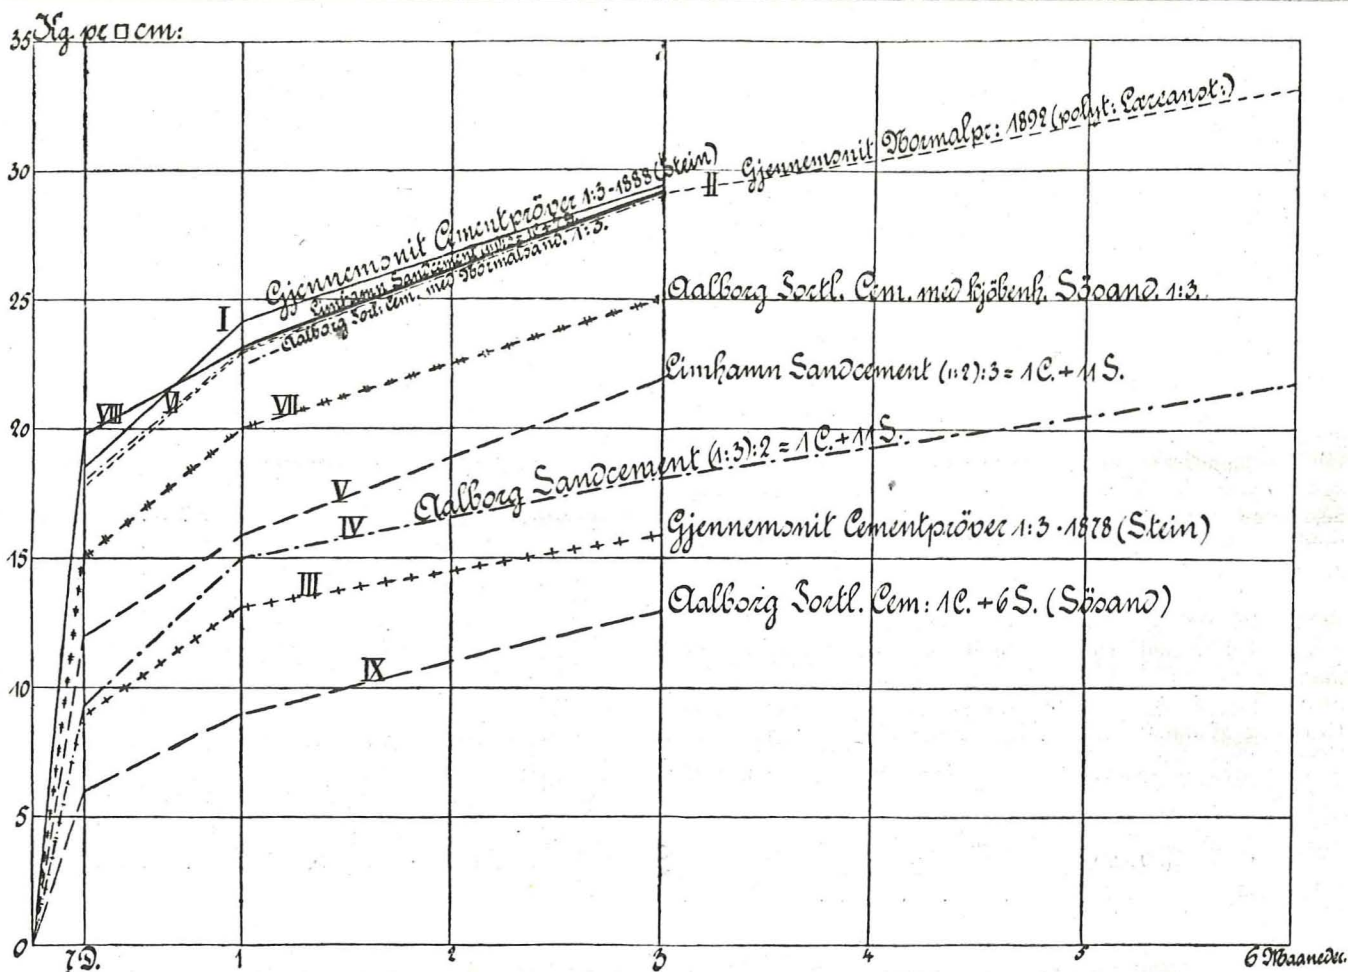 Kg. pr □ cm:
35
30
25
20
15
10
5
0
7 D.
1
2
3
4
5
6 Maaneder.
Gjennemsnit Cementpröver 1:3-1888 (Stein)
Limhamn Sandcement
Aalborg Portl. Cem. med Normalsand. 1:3.
II Gjennemsnit Normalpr: 1892 (polyt: Læreanst:)
I
VIII
VI
VII
Aalborg Portl. Cem. med kjöbenh. Sösand. 1:3.
Limhamn Sandcement (1:2):3 = 1 C. + 11 S.
V
Aalborg Sandcement (1:3):2 = 1 C. + 11 S.
IV
Gjennemsnit Cementpröver 1:3 - 1878 (Stein)
III
Aalborg Portl. Cem: 1 C. + 6 S. (Sösand)
IX